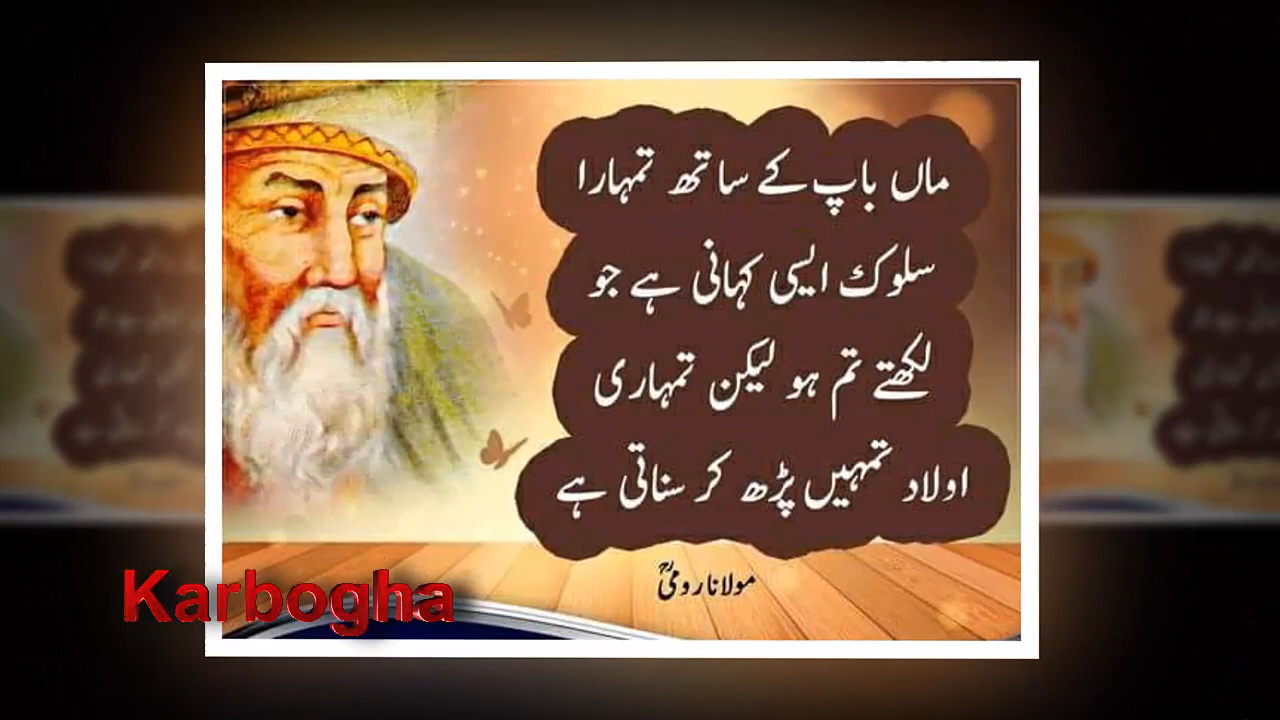 ماں باپ کے ساتھ تمہارا
سلوک ایسی کہانی ہے جو
لکھتے تم ہو لیکن تمہاری
اولاد تمہیں پڑھ کر سناتی ہے
مولانا رومیؒ
Karbogha